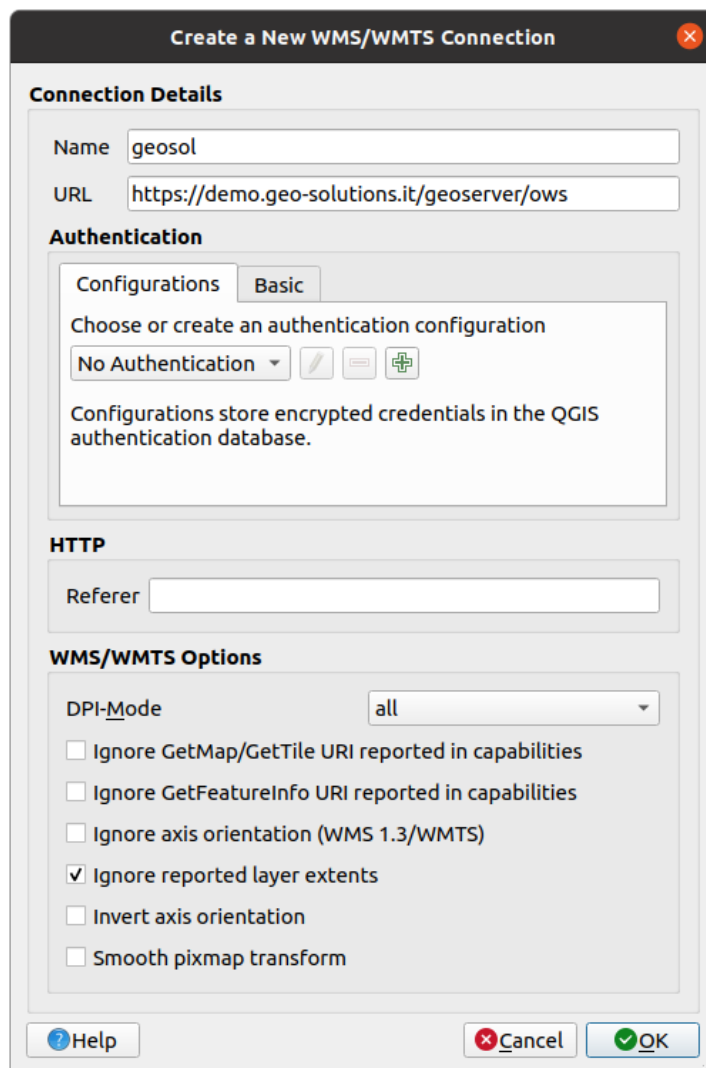 Create a New WMS/WMTS Connection
Connection Details
Name geosol
URL https://demo.geo-solutions.it/geoserver/ows
Authentication
Configurations Basic
Choose or create an authentication configuration
No Authentication
Configurations store encrypted credentials in the QGIS
authentication database.
HTTP
Referer
WMS/WMTS Options
DPI-Mode all
Ignore GetMap/GetTile URI reported in capabilities
Ignore GetFeatureInfo URI reported in capabilities
Ignore axis orientation (WMS 1.3/WMTS)
Ignore reported layer extents
Invert axis orientation
Smooth pixmap transform
Help Cancel OK